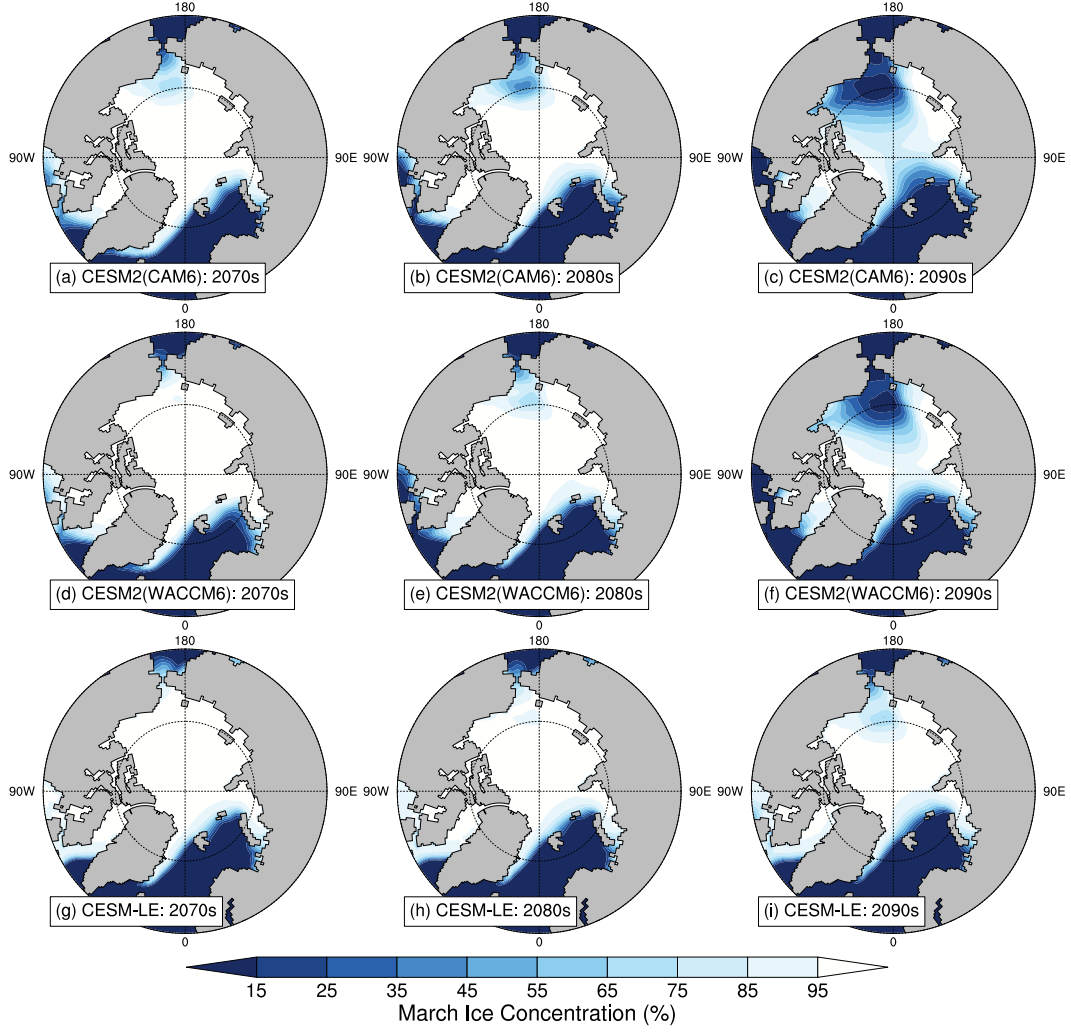 180 180 180
90W 90E 90W 90E 90W 90E
(a) CESM2(CAM6): 2070s (b) CESM2(CAM6): 2080s (c) CESM2(CAM6): 2090s
0 0 0
180 180 180
90W 90E 90W 90E 90W 90E
(d) CESM2(WACCM6): 2070s (e) CESM2(WACCM6): 2080s (f) CESM2(WACCM6): 2090s
0 0 0
180 180 180
90W 90E 90W 90E 90W 90E
(g) CESM-LE: 2070s (h) CESM-LE: 2080s (i) CESM-LE: 2090s
0 0 0
15 25 35 45 55 65 75 85 95
March Ice Concentration (%)